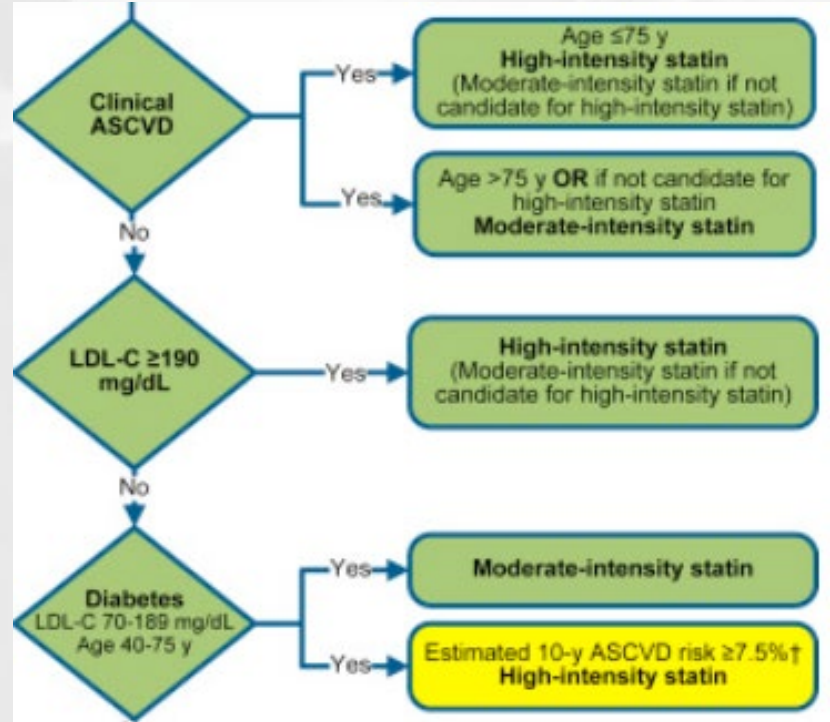 Clinical
ASCVD
Yes
Age ≤75 y
High-intensity statin
(Moderate-intensity statin if not
candidate for high-intensity statin)
Yes
Age >75 y OR if not candidate for
high-intensity statin
Moderate-intensity statin
No
LDL-C ≥190
mg/dL
Yes
High-intensity statin
(Moderate-intensity statin if not
candidate for high-intensity statin)
No
Diabetes
LDL-C 70-189 mg/dL
Age 40-75 y
Yes
Moderate-intensity statin
Yes
Estimated 10-y ASCVD risk ≥7.5%†
High-intensity statin